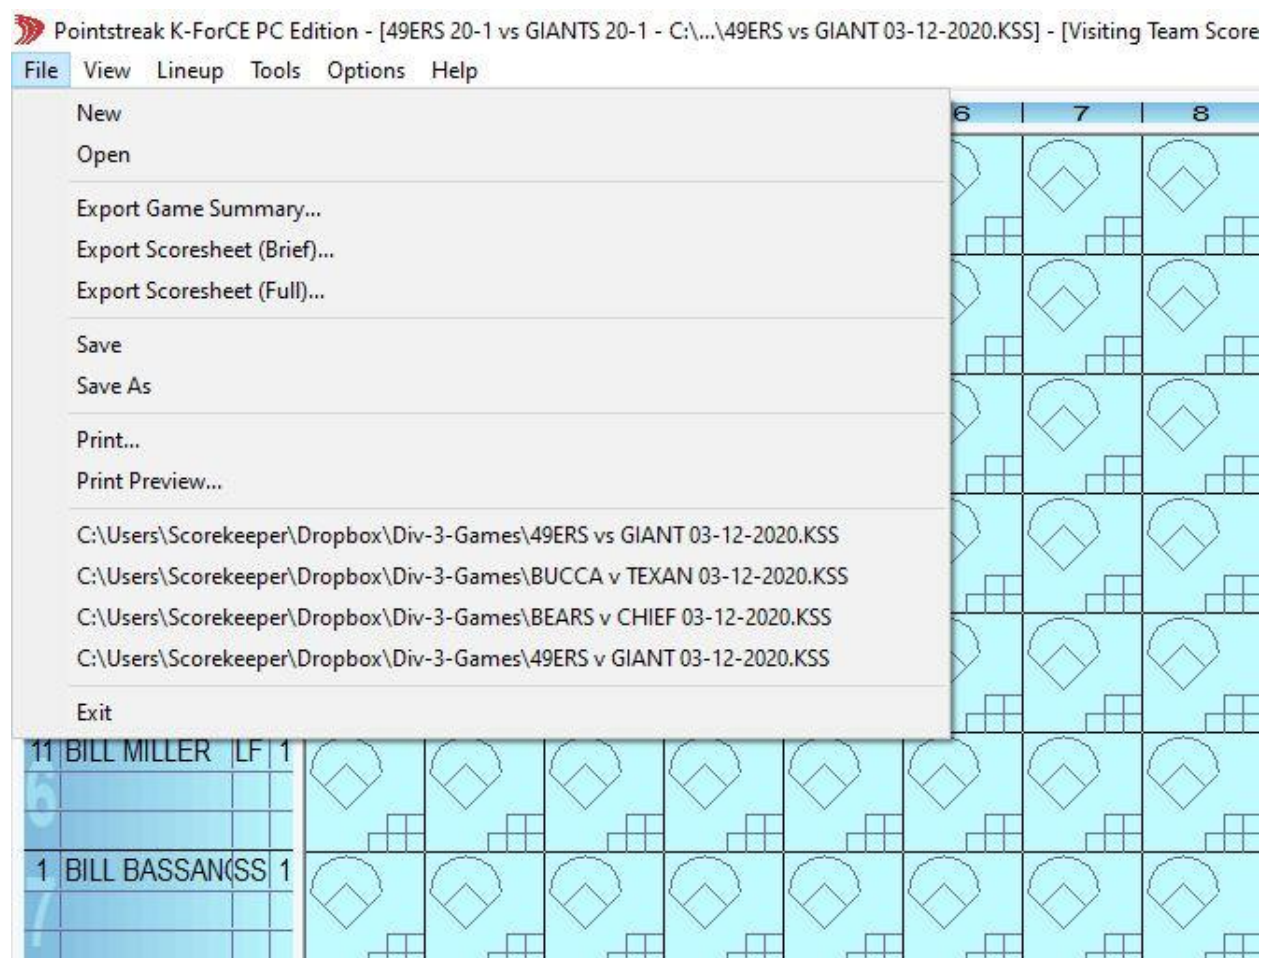 Pointstreak K-ForCE PC Edition - [49ERS 20-1 vs GIANTS 20-1 - C:\...\49ERS vs GIANT 03-12-2020.KSS] - [Visiting Team Score
File View Lineup Tools Options Help
6 7 8
New
Open
Export Game Summary...
Export Scoresheet (Brief)...
Export Scoresheet (Full)...
Save
Save As
Print...
Print Preview...
C:\Users\Scorekeeper\Dropbox\Div-3-Games\49ERS vs GIANT 03-12-2020.KSS
C:\Users\Scorekeeper\Dropbox\Div-3-Games\BUCCA v TEXAN 03-12-2020.KSS
C:\Users\Scorekeeper\Dropbox\Div-3-Games\BEARS v CHIEF 03-12-2020.KSS
C:\Users\Scorekeeper\Dropbox\Div-3-Games\49ERS v GIANT 03-12-2020.KSS
Exit
11 BILL MILLER LF 1
6
1 BILL BASSAN SS 1
7